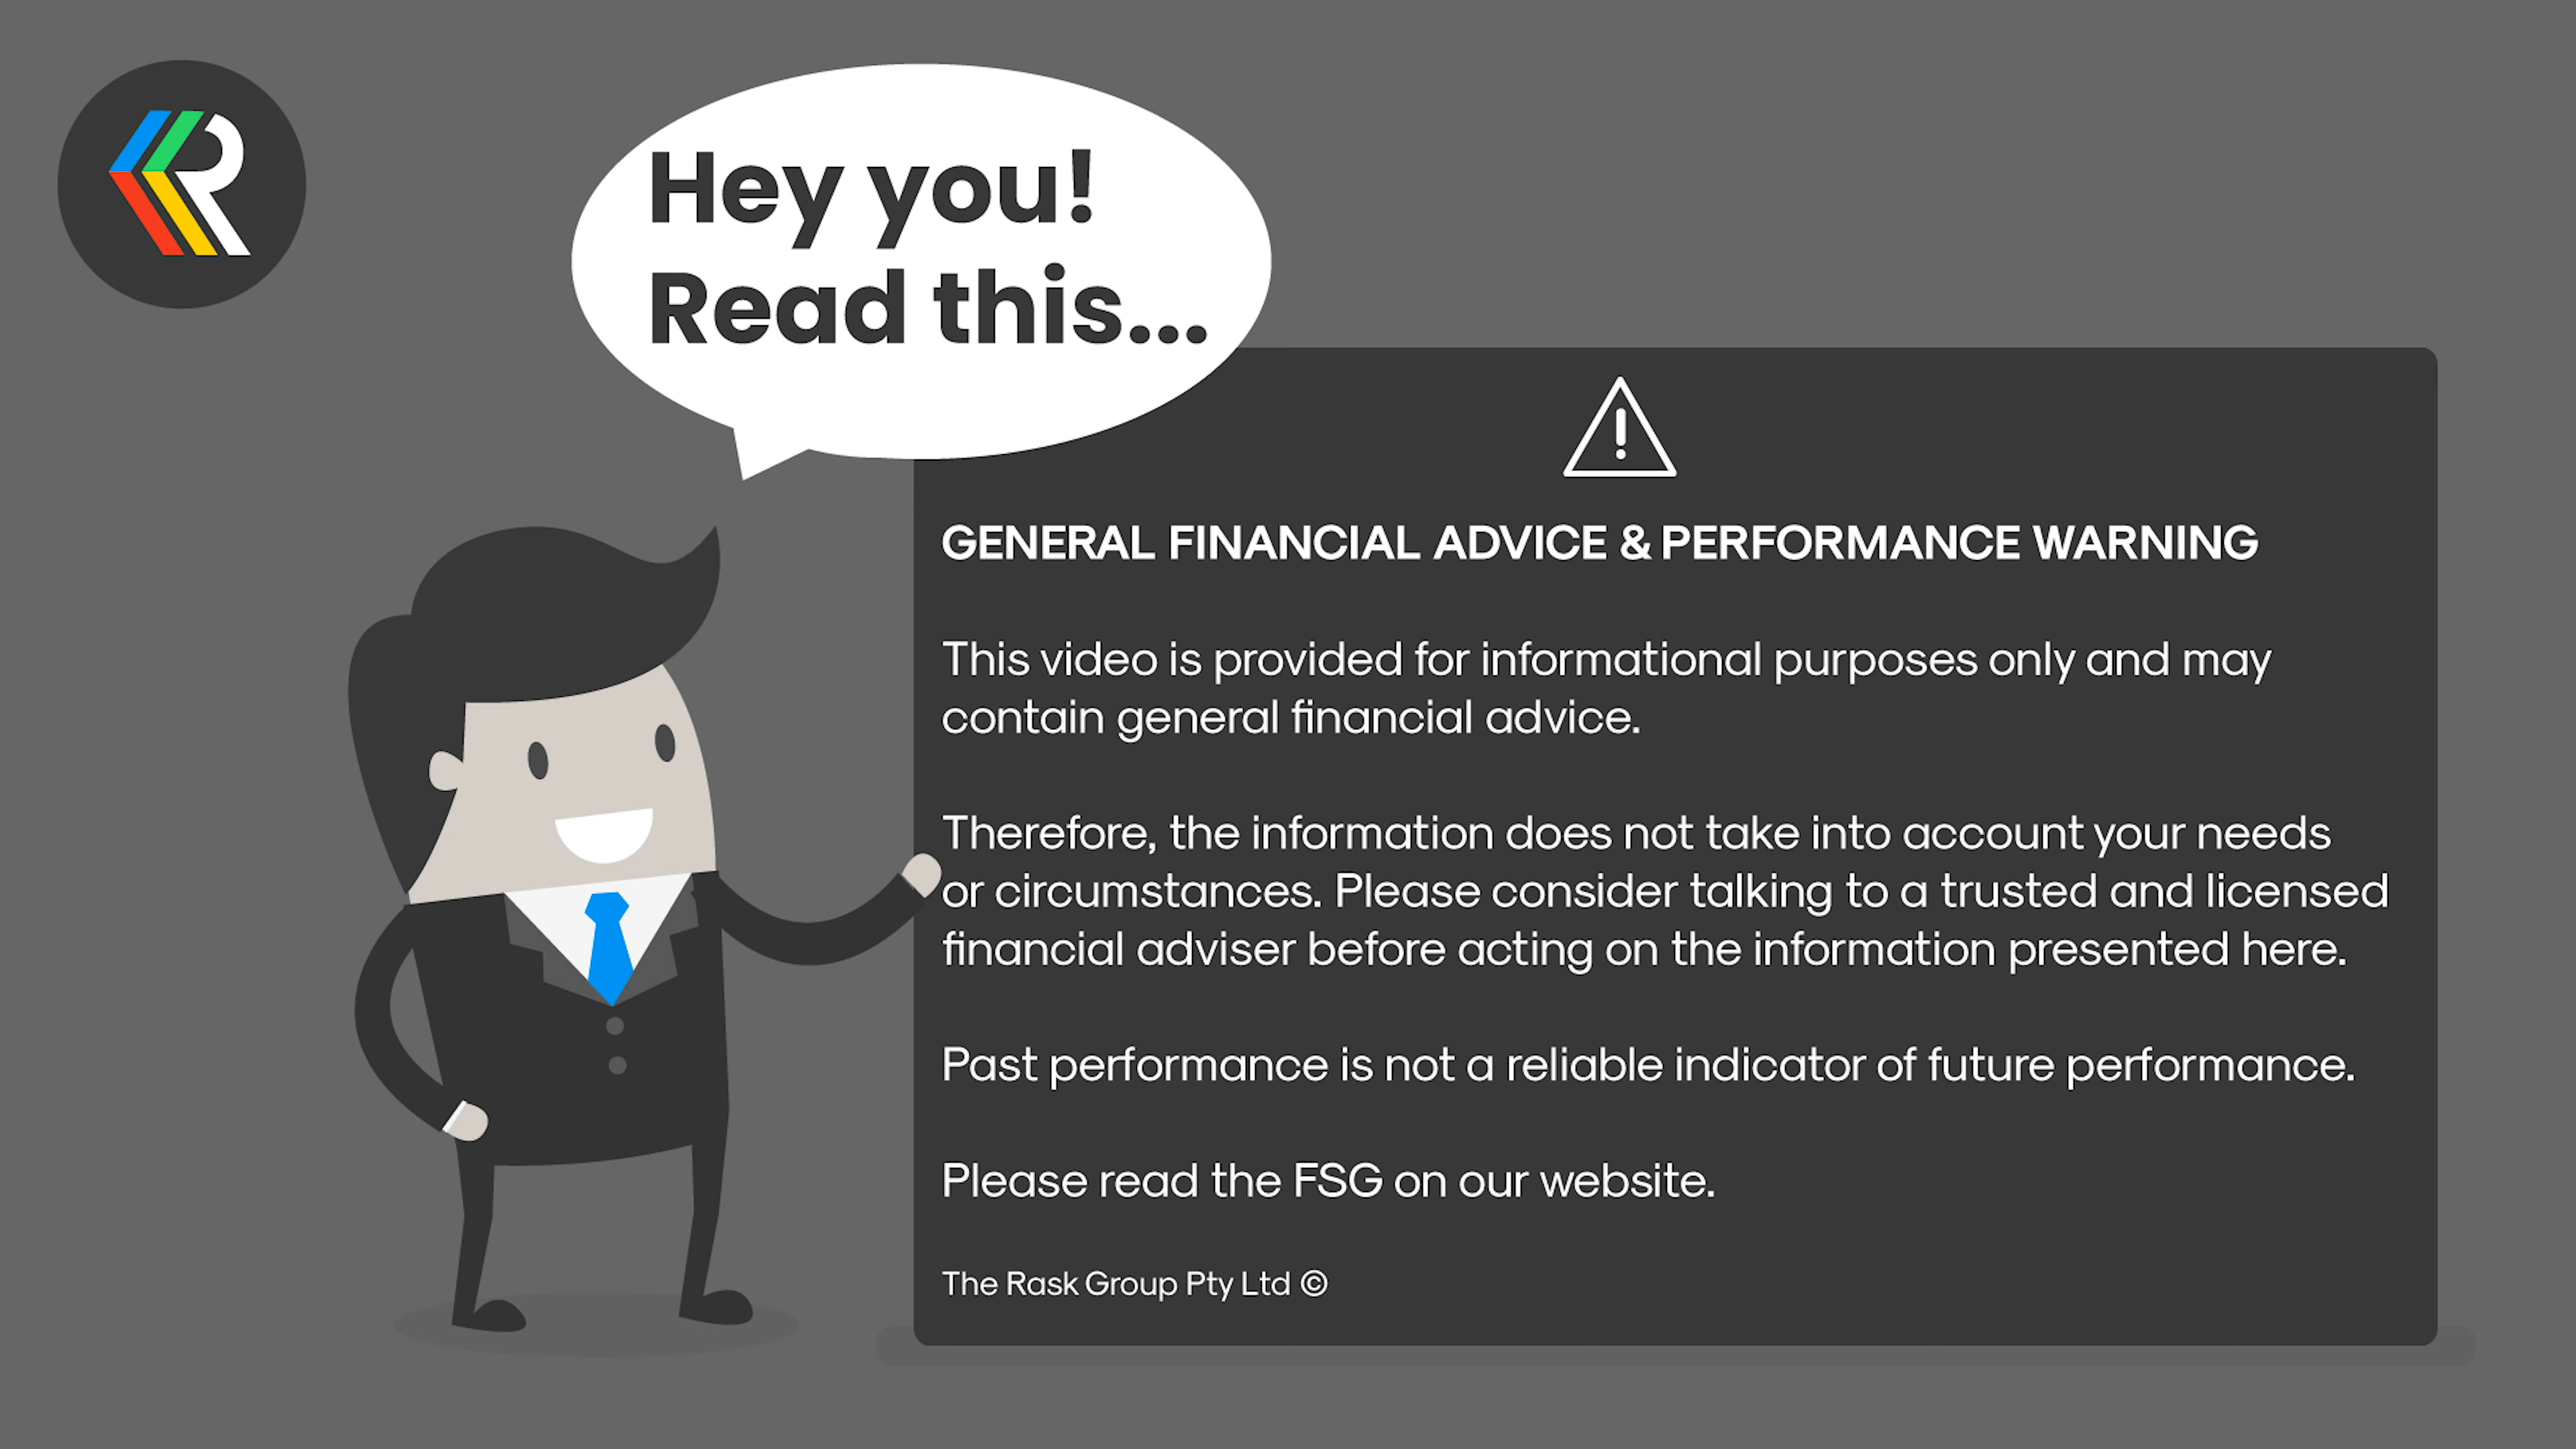 Hey you!
Read this...
GENERAL FINANCIAL ADVICE & PERFORMANCE WARNING
This video is provided for informational purposes only and may
contain general financial advice.
Therefore, the information does not take into account your needs
or circumstances. Please consider talking to a trusted and licensed
financial adviser before acting on the information presented here.
Past performance is not a reliable indicator of future performance.
Please read the FSG on our website.
The Rask Group Pty Ltd ©